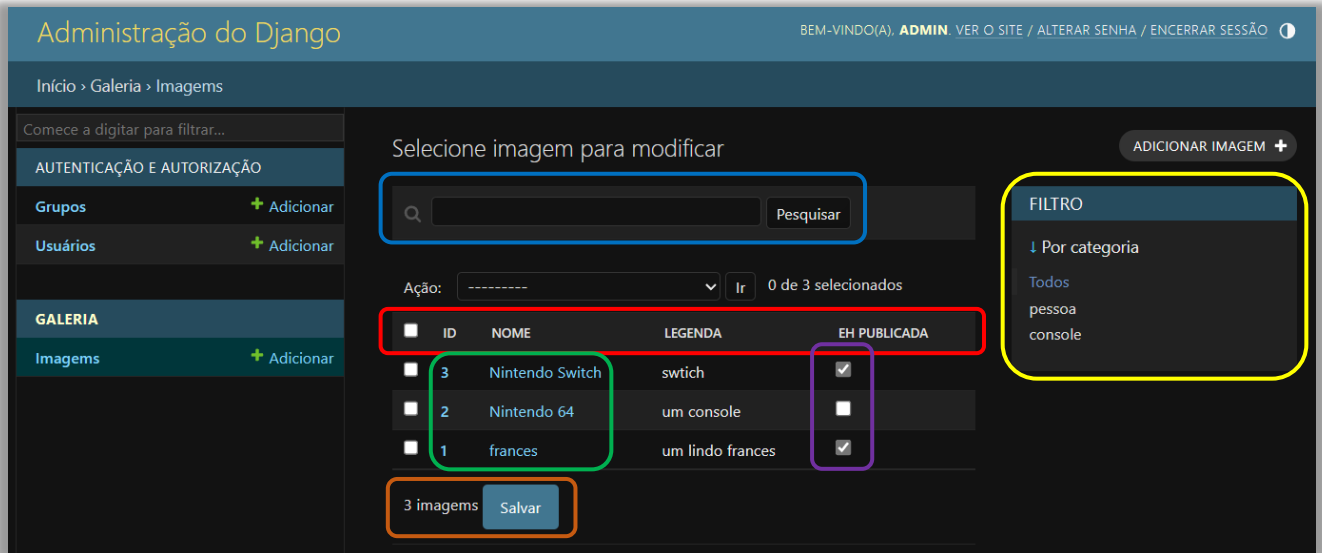 Administração do Django
BEM-VINDO(A), ADMIN. VER O SITE / ALTERAR SENHA / ENCERRAR SESSÃO
Início › Galeria › Imagems
Comece a digitar para filtrar...
AUTENTICAÇÃO E AUTORIZAÇÃO
Grupos + Adicionar
Usuários + Adicionar
GALERIA
Imagems + Adicionar
Selecione imagem para modificar
ADICIONAR IMAGEM +
Pesquisar
Ação: --------- Ir 0 de 3 selecionados
ID NOME LEGENDA EH PUBLICADA
3 Nintendo Switch swtich
2 Nintendo 64 um console
1 frances um lindo frances
3 imagems Salvar
FILTRO
↓ Por categoria
Todos
pessoa
console